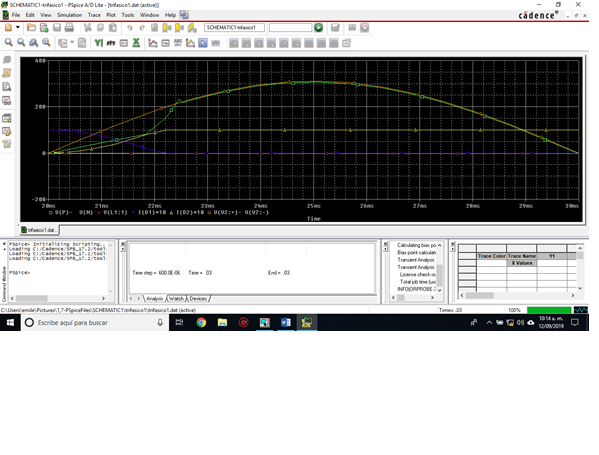 SCHEMATIC1-trifasico1 - PSpice A/D Lite - [trifasico1.dat (active)]
File Edit View Simulation Trace Plot Tools Window Help
cādence
SCHEMATIC1-trifasico1
400
200
0
-200
20ms 21ms 22ms 23ms 24ms 25ms 26ms 27ms 28ms 29ms 30ms
V(P)- V(N) V(L1:1) I(D1)*10 I(D2)*10 V(V2:+)- V(V2:-)
Time
trifasico1.dat...
PSpice> Initializing Scripting...
Loading C:/Cadence/SPB_17.2/tool
Loading C:/Cadence/SPB_17.2/tool
Loading C:/Cadence/SPB_17.2/tool
PSpice>
Command Window
Time step = 600.0E-06 Time = .03 End = .03
Analysis Watch Devices
Calculating bias po
Bias point calculate
Transient Analysis
Transient Analysis
License check-o
Total job time (usi
INFO(ORPROBE-3
Trace Color Trace Name Y1
X Values
C:\Users\emile\Pictures\1_7-PSpiceFiles\SCHEMATIC1\trifasico1\trifasico1.dat (active)
Time= .03 100%
Escribe aquí para buscar
10:14 a. m.
12/09/2019